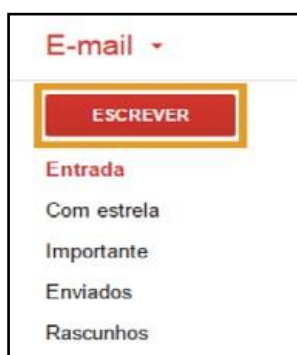 E-mail
ESCREVER
Entrada
Com estrela
Importante
Enviados
Rascunhos